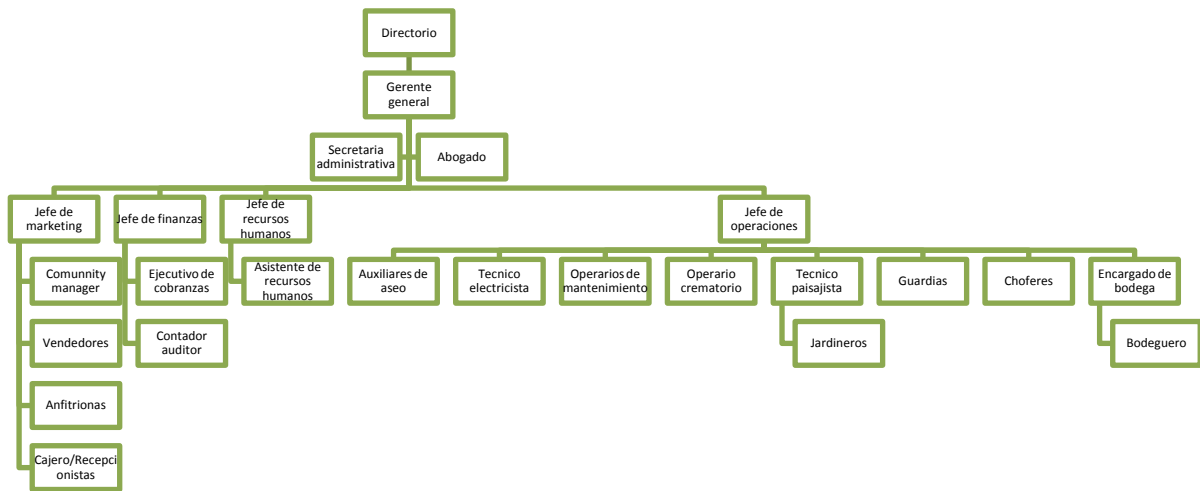 Directorio
Gerente
general
Secretaria
administrativa
Abogado
Jefe de
marketing
Jefe de finanzas
Jefe de
recursos
humanos
Jefe de
operaciones
Comunnity
manager
Ejecutivo de
cobranzas
Asistente de
recursos
humanos
Auxiliares de
aseo
Tecnico
electricista
Operarios de
mantenimiento
Operario
crematorio
Tecnico
paisajista
Guardias
Choferes
Encargado de
bodega
Vendedores
Contador
auditor
Jardineros
Bodeguero
Anfitrionas
Cajero/Recepci
onistas